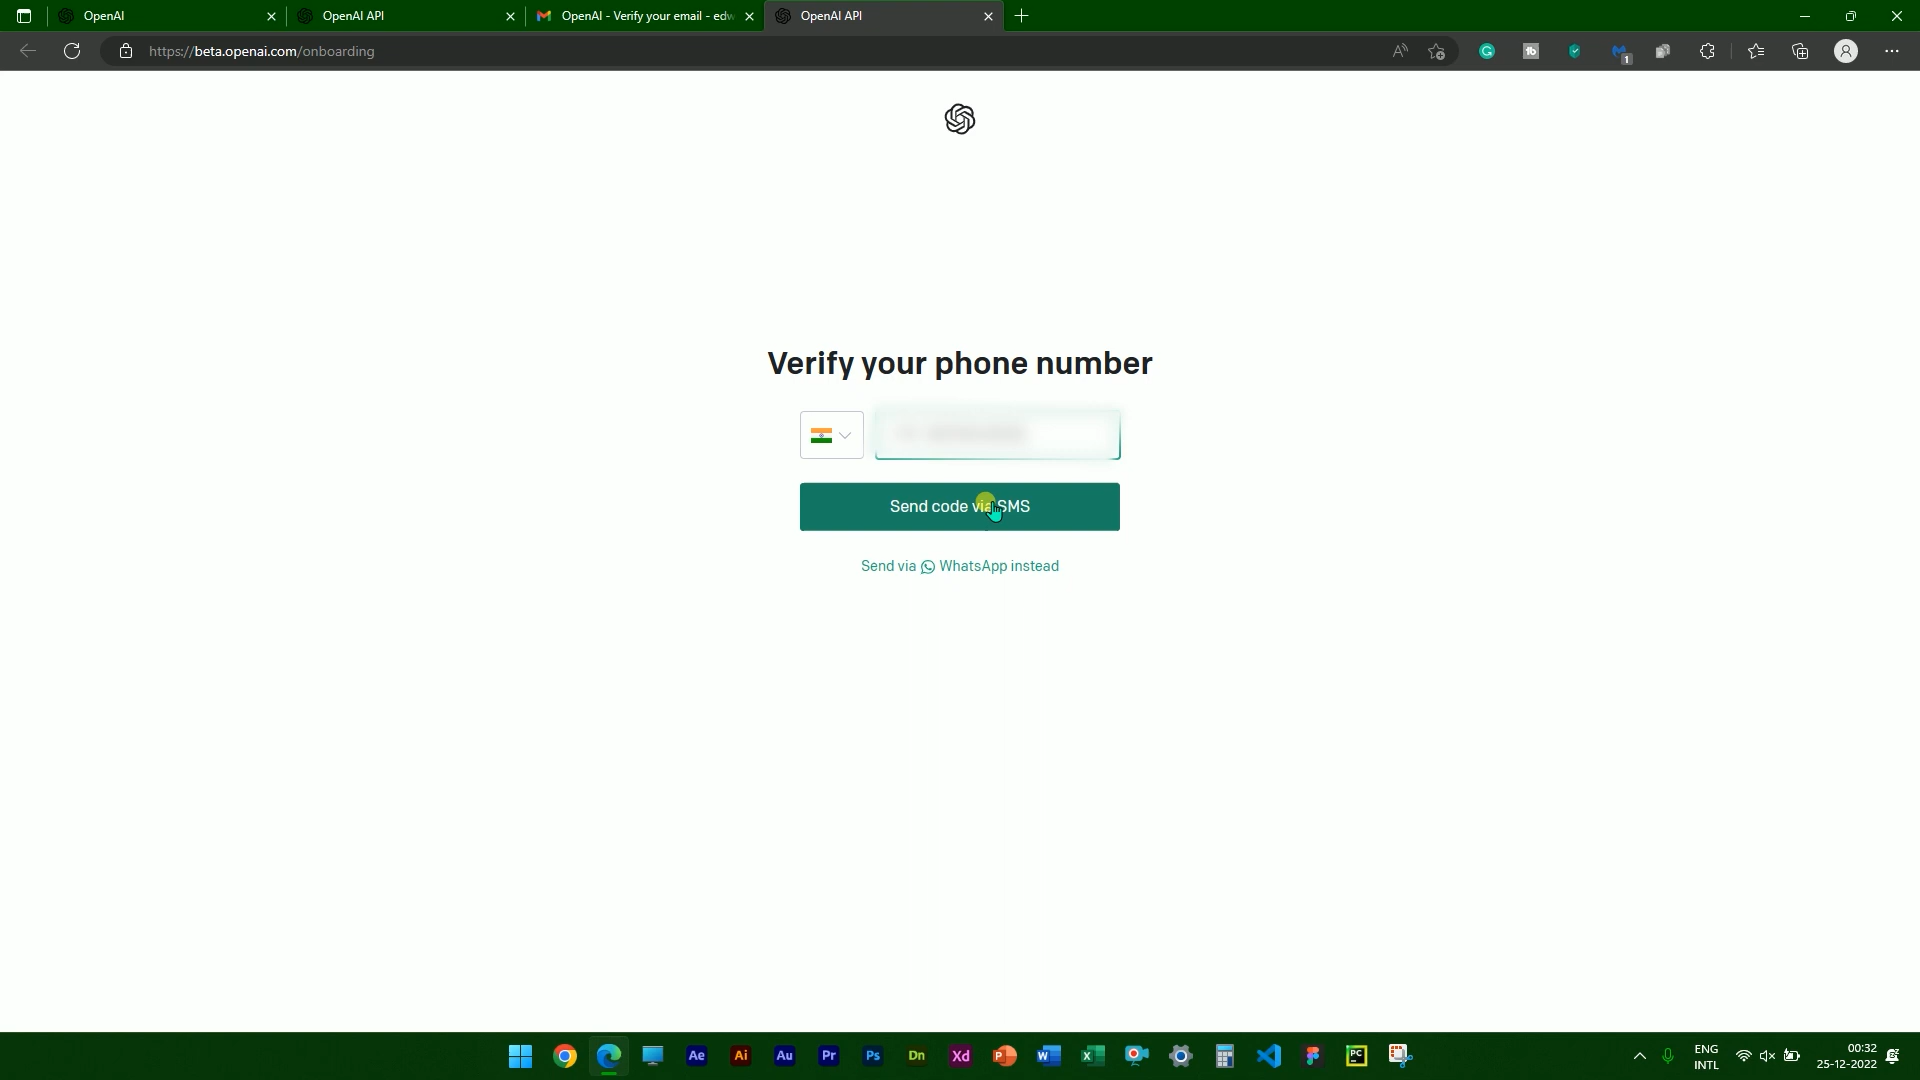 OpenAI
OpenAI API
OpenAI - Verify your email - edw
OpenAI API
https://beta.openai.com/onboarding
1
Verify your phone number
Send code via SMS
Send via WhatsApp instead
Ae
Ai
Au
Pr
Ps
Dn
Xd
P
W
X
PC
ENG
INTL
00:32
25-12-2022